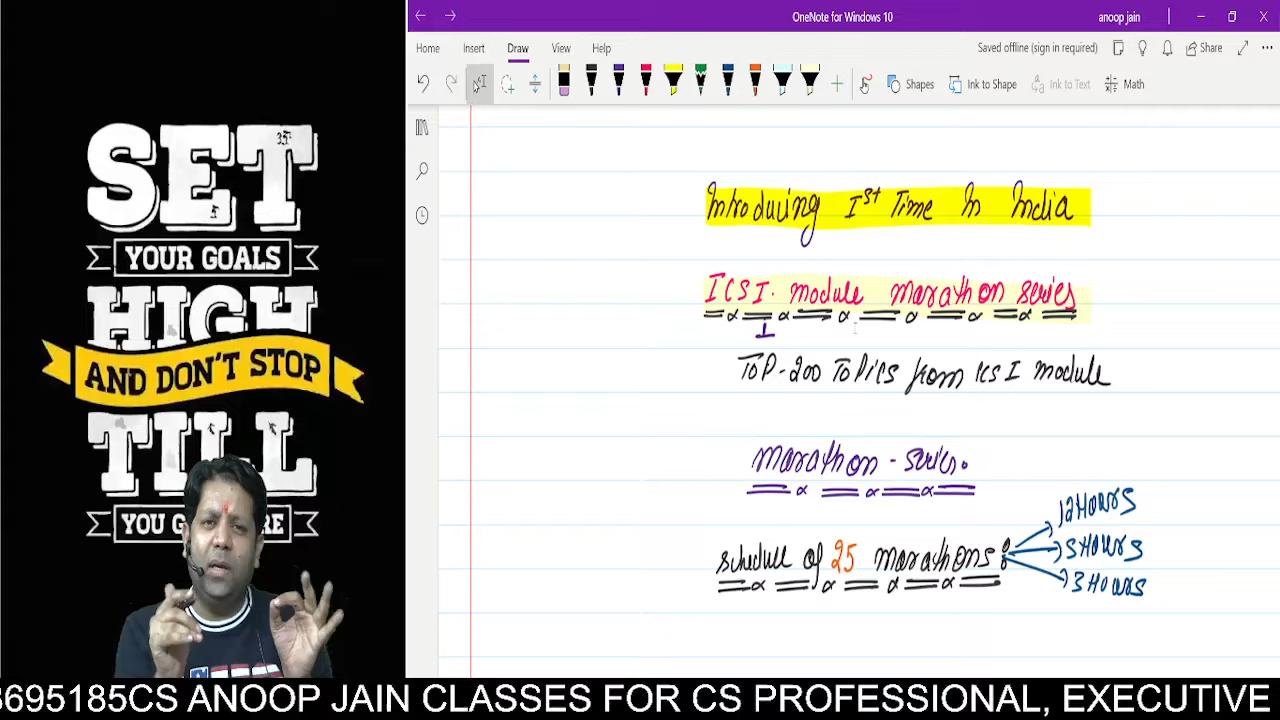 SET
YOUR GOALS
HIGH
AND DON'T STOP
TILL
OneNote for Windows 10
anoop jain
Home Insert Draw View Help
Saved offline (sign in required)
Share
Shapes Ink to Shape Ink to Text Math
Introducing Ist Time In India
ICSI. module marathon series
TOP-200 TOPICS from ICSI module
marathon - series.
schedule of 25 marathons:
12 HOURS
5 HOURS
3 HOURS
3695185CS ANOOP JAIN CLASSES FOR CS PROFESSIONAL, EXECUTIVE